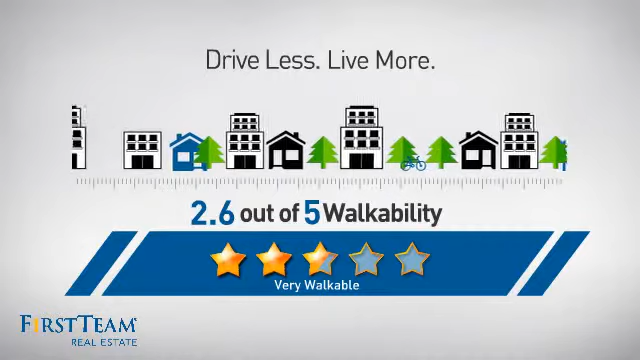 Drive Less. Live More.
2.6 out of 5 Walkability
Very Walkable
FIRSTTEAM®
REAL ESTATE